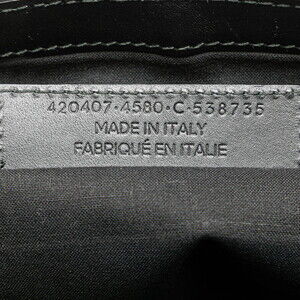 420407·4580·C·538735
MADE IN ITALY
FABRIQUÉ EN ITALIE